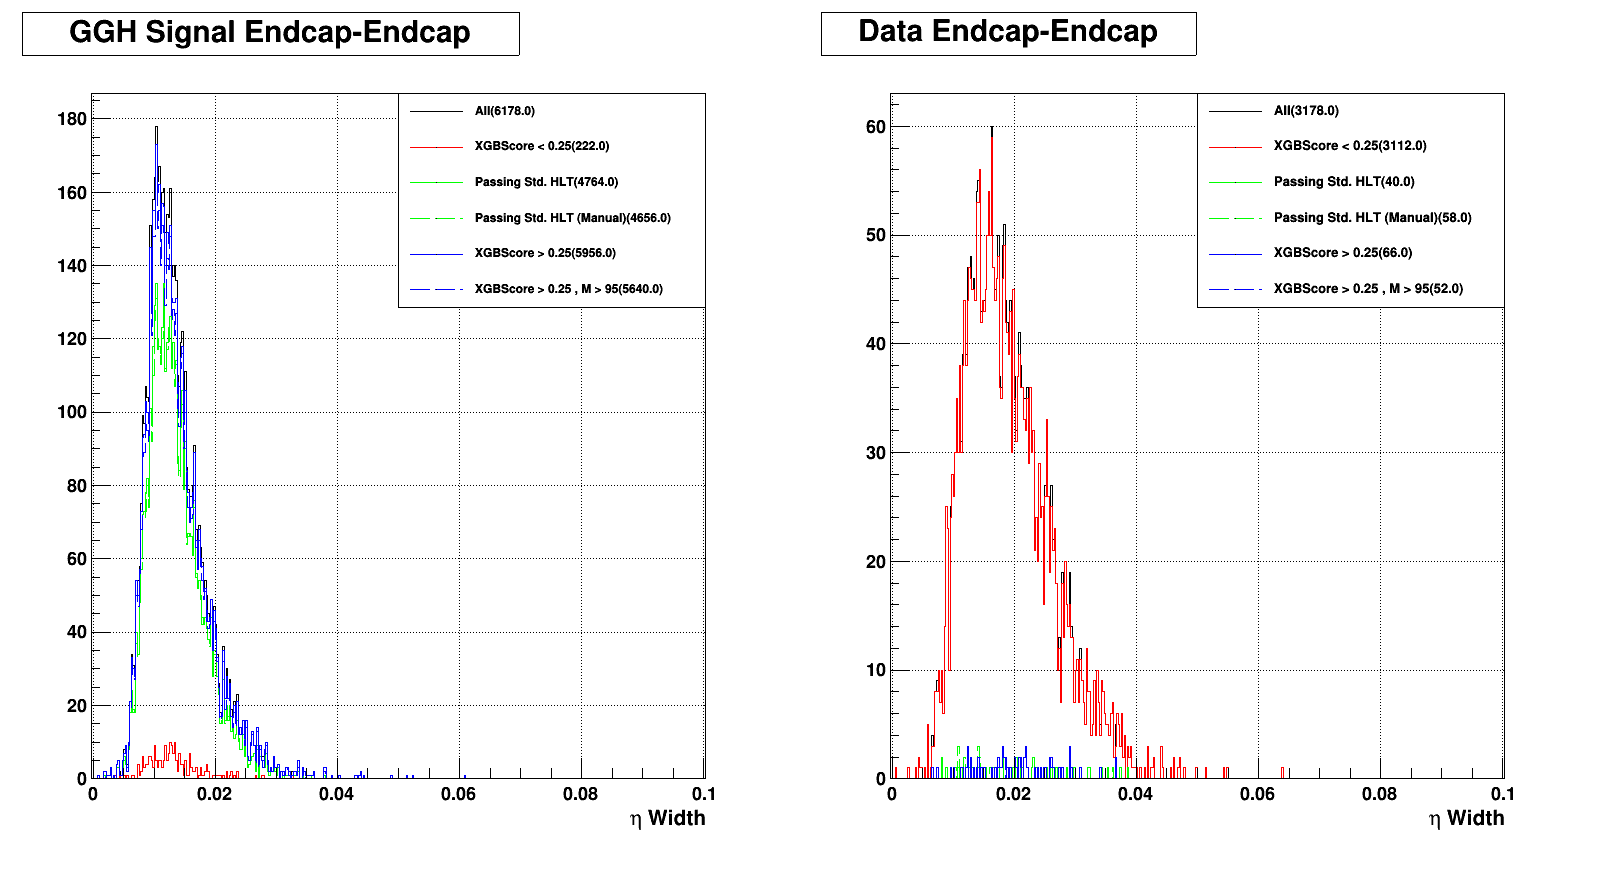 GGH Signal Endcap-Endcap
All(6178.0)
XGBScore < 0.25(222.0)
Passing Std. HLT(4764.0)
Passing Std. HLT (Manual)(4656.0)
XGBScore > 0.25(5956.0)
XGBScore > 0.25 , M > 95(5640.0)
180
160
140
120
100
80
60
40
20
0
0 0.02 0.04 0.06 0.08 0.1
η Width
Data Endcap-Endcap
All(3178.0)
XGBScore < 0.25(3112.0)
Passing Std. HLT(40.0)
Passing Std. HLT (Manual)(58.0)
XGBScore > 0.25(66.0)
XGBScore > 0.25 , M > 95(52.0)
60
50
40
30
20
10
0
0 0.02 0.04 0.06 0.08 0.1
η Width